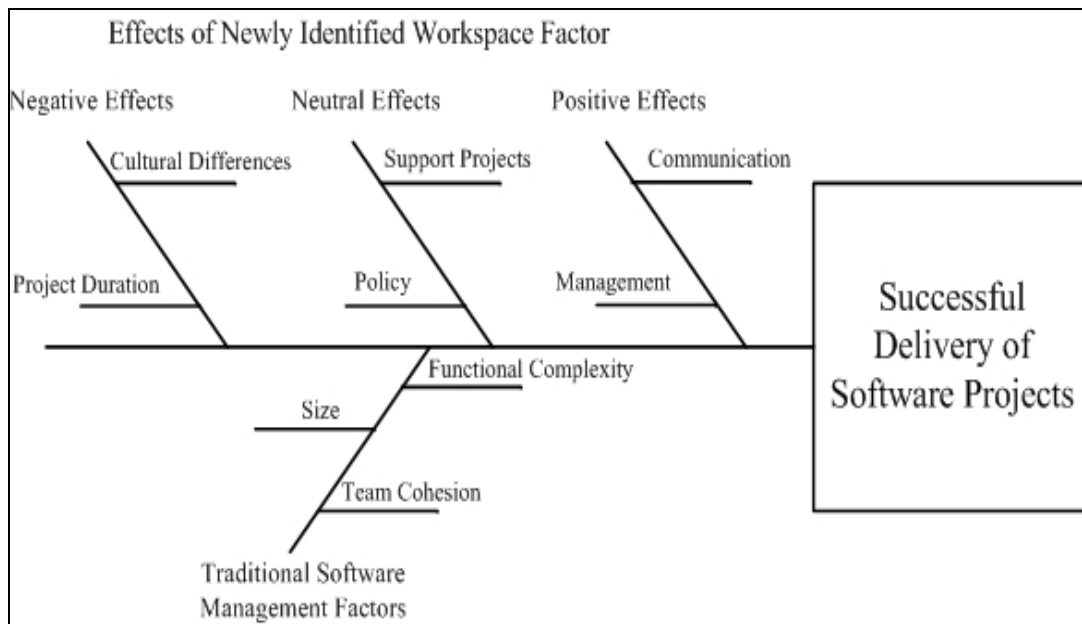 Effects of Newly Identified Workspace Factor
Negative Effects
Neutral Effects
Positive Effects
Cultural Differences
Support Projects
Communication
Project Duration
Policy
Management
Successful
Delivery of
Software Projects
Functional Complexity
Size
Team Cohesion
Traditional Software
Management Factors